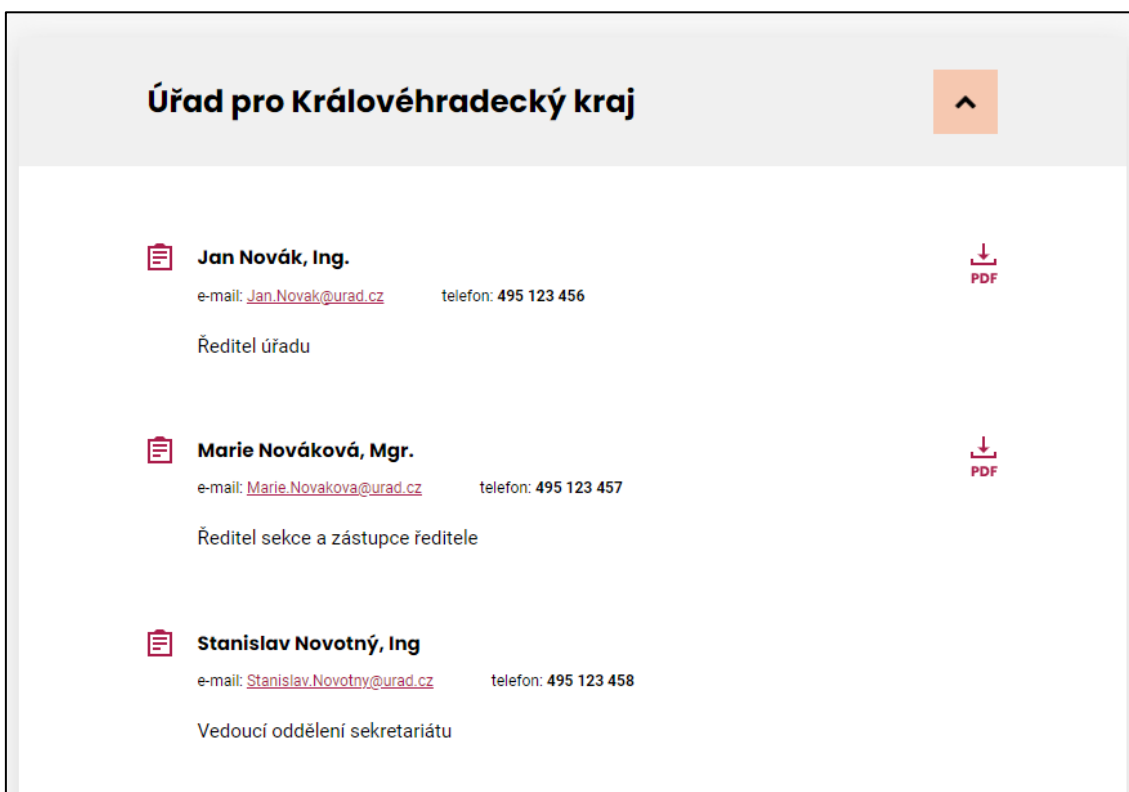 Úřad pro Královéhradecký kraj
Jan Novák, Ing.
PDF
e-mail: Jan.Novak@urad.cz telefon: 495 123 456
Ředitel úřadu
Marie Nováková, Mgr.
PDF
e-mail: Marie.Novakova@urad.cz telefon: 495 123 457
Ředitel sekce a zástupce ředitele
Stanislav Novotný, Ing
e-mail: Stanislav.Novotny@urad.cz telefon: 495 123 458
Vedoucí oddělení sekretariátu